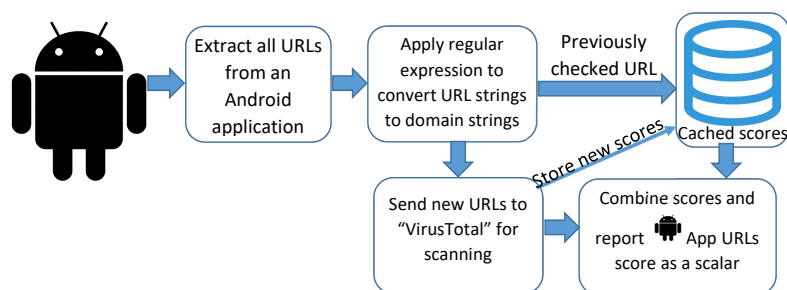 Extract all URLs
from an
Android
application
Apply regular
expression to
convert URL strings
to domain strings
Previously
checked URL
Cached scores
Store new scores
Send new URLs to
“VirusTotal” for
scanning
Combine scores and
report App URLs
score as a scalar